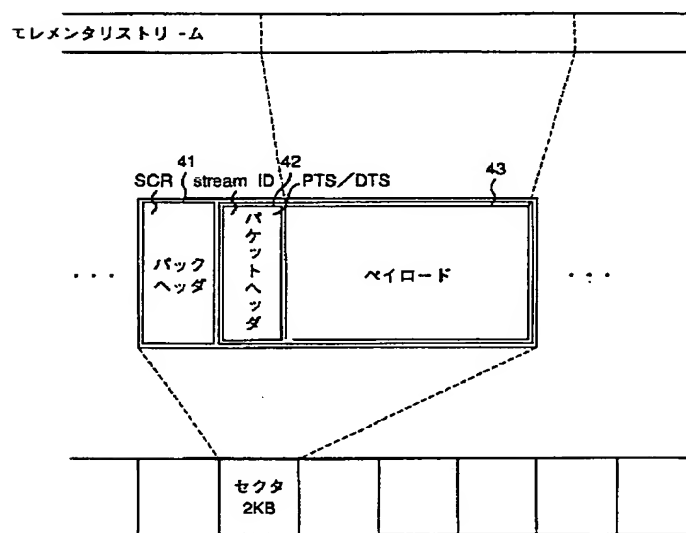 エレメンタリストリーム
41
42
43
SCR
stream ID
PTS/DTS
パック
ヘッダ
パケットヘッダ
ペイロード
・・・
・・・
セクタ
2KB